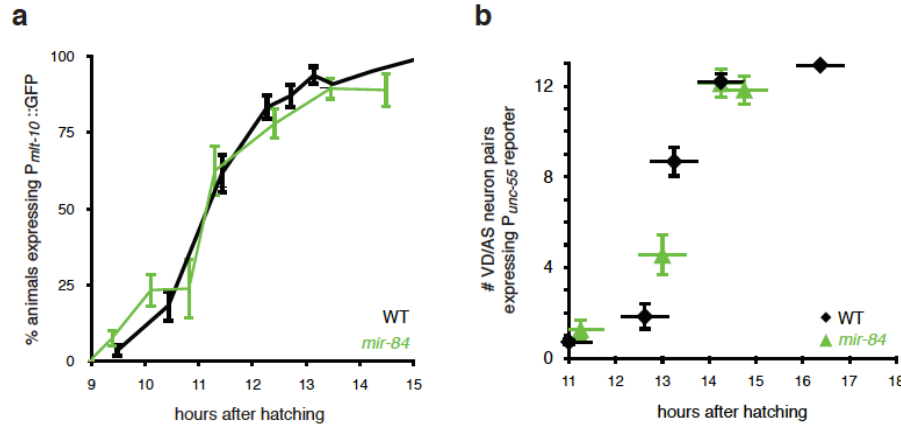 a
% animals expressing Pmlt-10 ::GFP
100
75
50
25
0
9 10 11 12 13 14 15
hours after hatching
WT
mir-84
b
# VD/AS neuron pairs
expressing Punc-55 reporter
12
8
4
0
11 12 13 14 15 16 17 18
hours after hatching
WT
mir-84